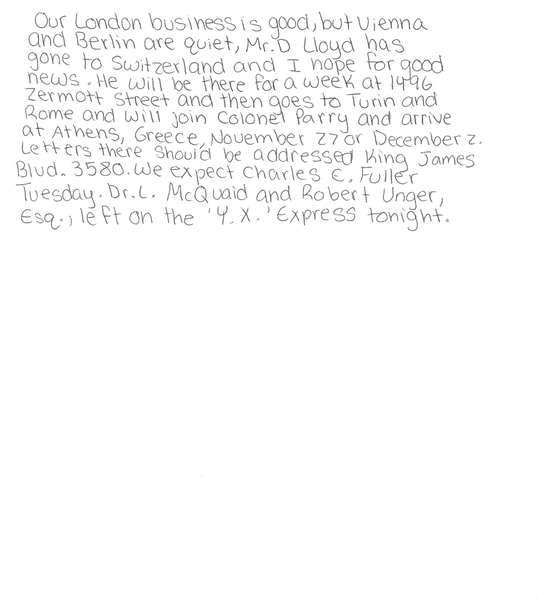 Our London business is good, but Vienna
and Berlin are quiet, Mr. D Lloyd has
gone to Switzerland and I hope for good
news. He will be there for a week at 1496
Zermott Street and then goes to Turin and
Rome and will join Colonel Parry and arrive
at Athens, Greece, November 27 or December 2.
Letters there should be addressed King James
Blvd. 3580. We expect Charles E. Fuller
Tuesday. Dr. L. McQuaid and Robert Unger,
Esq., left on the 'Y. X.' Express tonight.